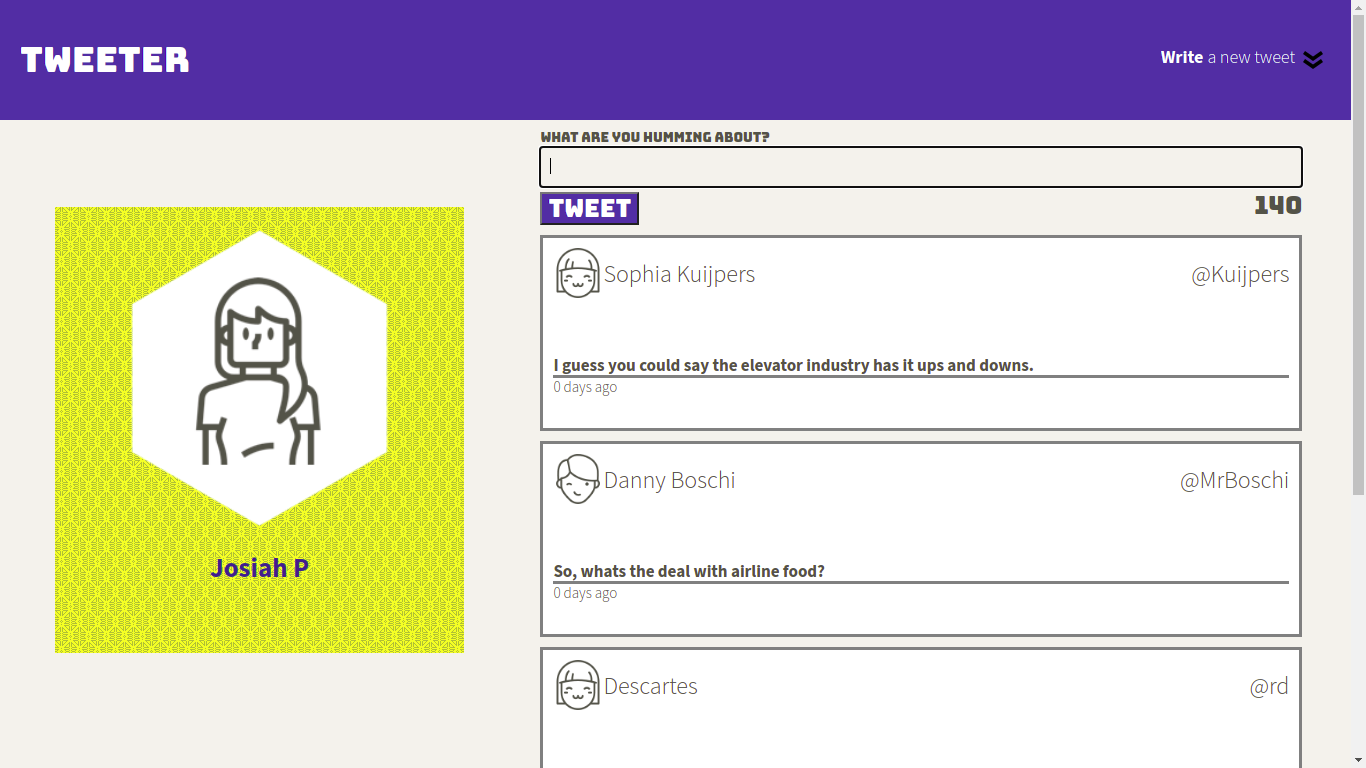 TWEETER
Write a new tweet
WHAT ARE YOU HUMMING ABOUT?
TWEET
140
Josiah P
Sophia Kuijpers
@Kuijpers
I guess you could say the elevator industry has it ups and downs.
0 days ago
Danny Boschi
@MrBoschi
So, whats the deal with airline food?
0 days ago
Descartes
@rd